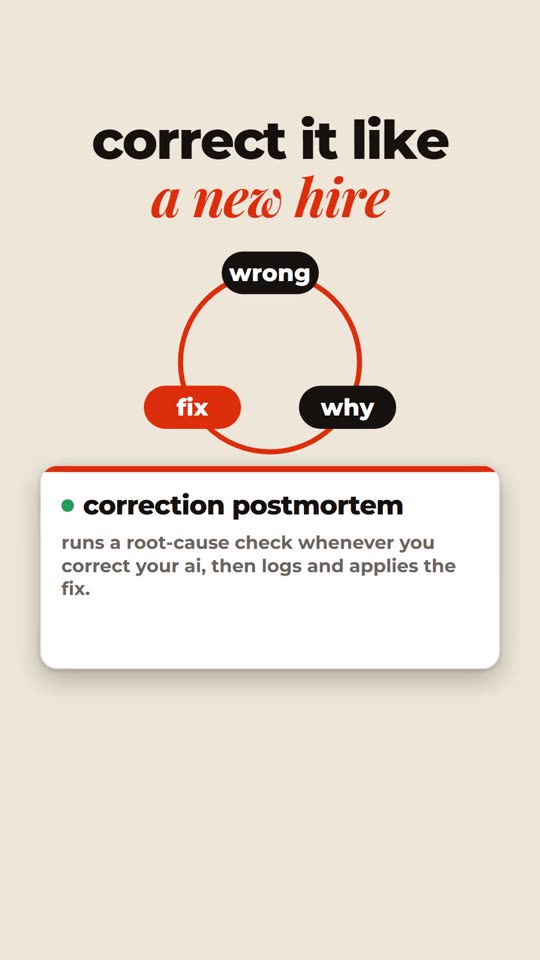 correct it like
a new hire
wrong
fix
why
correction postmortem
runs a root-cause check whenever you
correct your ai, then logs and applies the
fix.